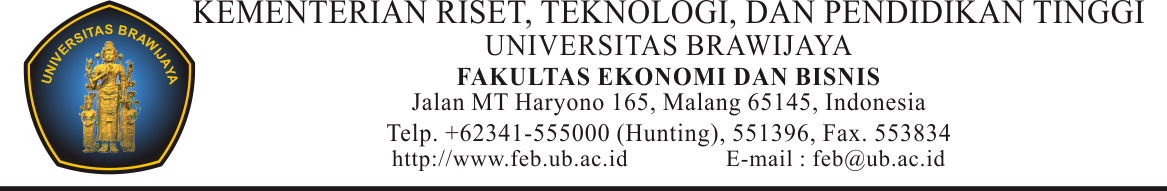 UNIVERSITAS BRAWIJAYA
KEMENTERIAN RISET, TEKNOLOGI, DAN PENDIDIKAN TINGGI
UNIVERSITAS BRAWIJAYA
FAKULTAS EKONOMI DAN BISNIS
Jalan MT Haryono 165, Malang 65145, Indonesia
Telp. +62341-555000 (Hunting), 551396, Fax. 553834
http://www.feb.ub.ac.id E-mail : feb@ub.ac.id